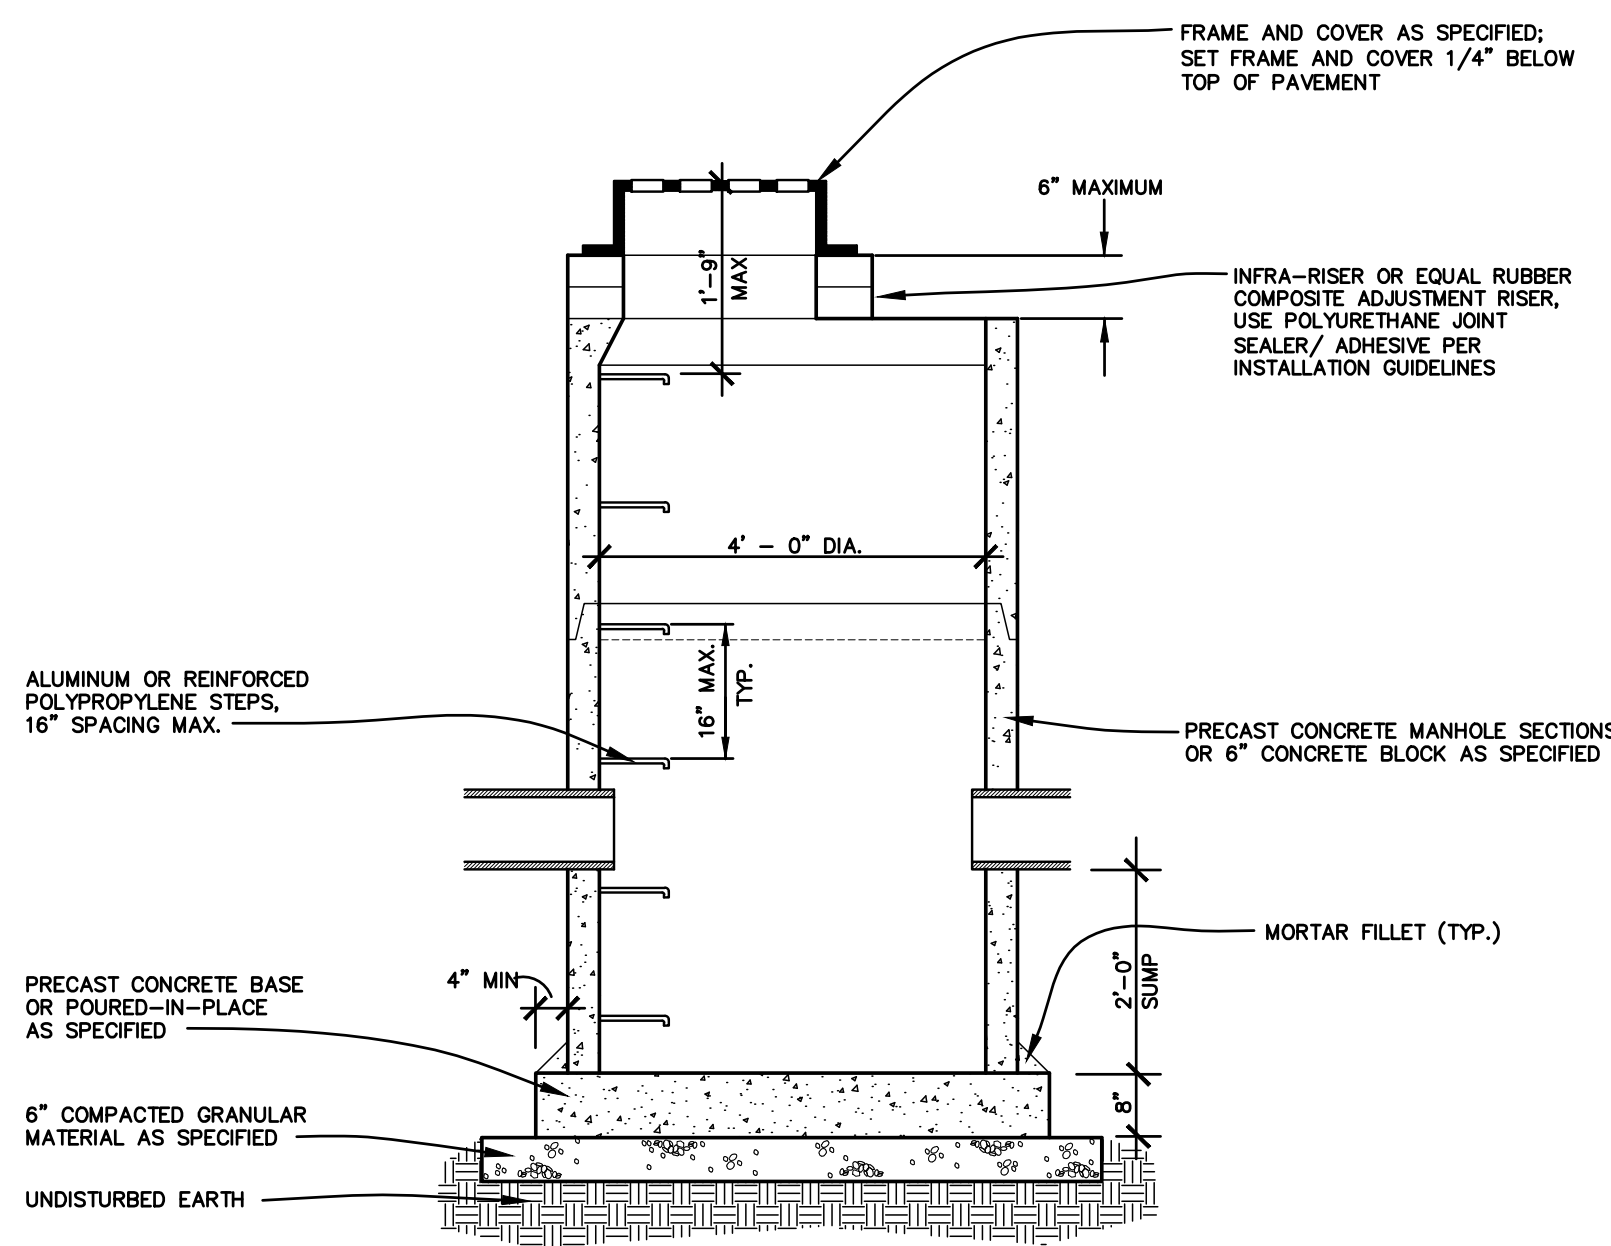 FRAME AND COVER AS SPECIFIED;
SET FRAME AND COVER 1/4" BELOW
TOP OF PAVEMENT
6" MAXIMUM
1'-9"
MAX
INFRA-RISER OR EQUAL RUBBER
COMPOSITE ADJUSTMENT RISER,
USE POLYURETHANE JOINT
SEALER/ ADHESIVE PER
INSTALLATION GUIDELINES
4' - 0" DIA.
16" MAX.
TYP.
ALUMINUM OR REINFORCED
POLYPROPYLENE STEPS,
16" SPACING MAX.
PRECAST CONCRETE MANHOLE SECTIONS
OR 6" CONCRETE BLOCK AS SPECIFIED
MORTAR FILLET (TYP.)
2'-0"
SUMP
4" MIN
PRECAST CONCRETE BASE
OR POURED-IN-PLACE
AS SPECIFIED
8"
6" COMPACTED GRANULAR
MATERIAL AS SPECIFIED
UNDISTURBED EARTH